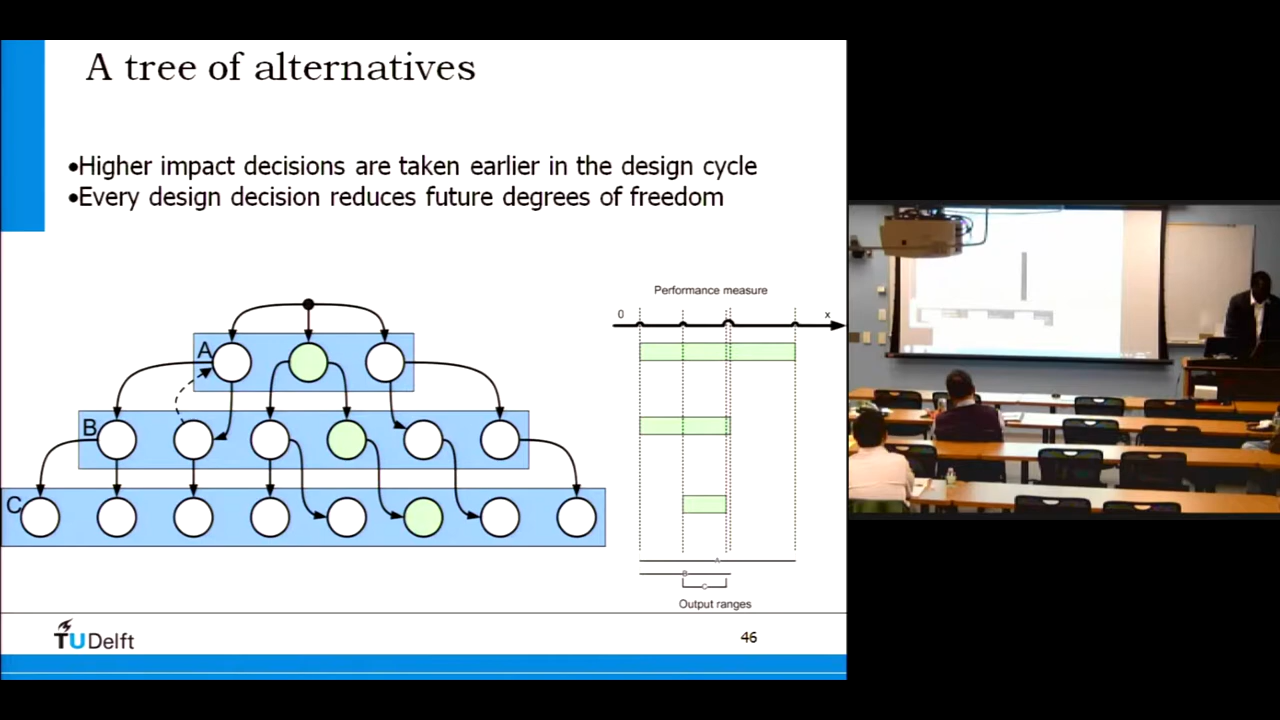 A tree of alternatives
•Higher impact decisions are taken earlier in the design cycle
•Every design decision reduces future degrees of freedom
Performance measure
0
x
A
B
C
A
B
C
Output ranges
TUDelft
46